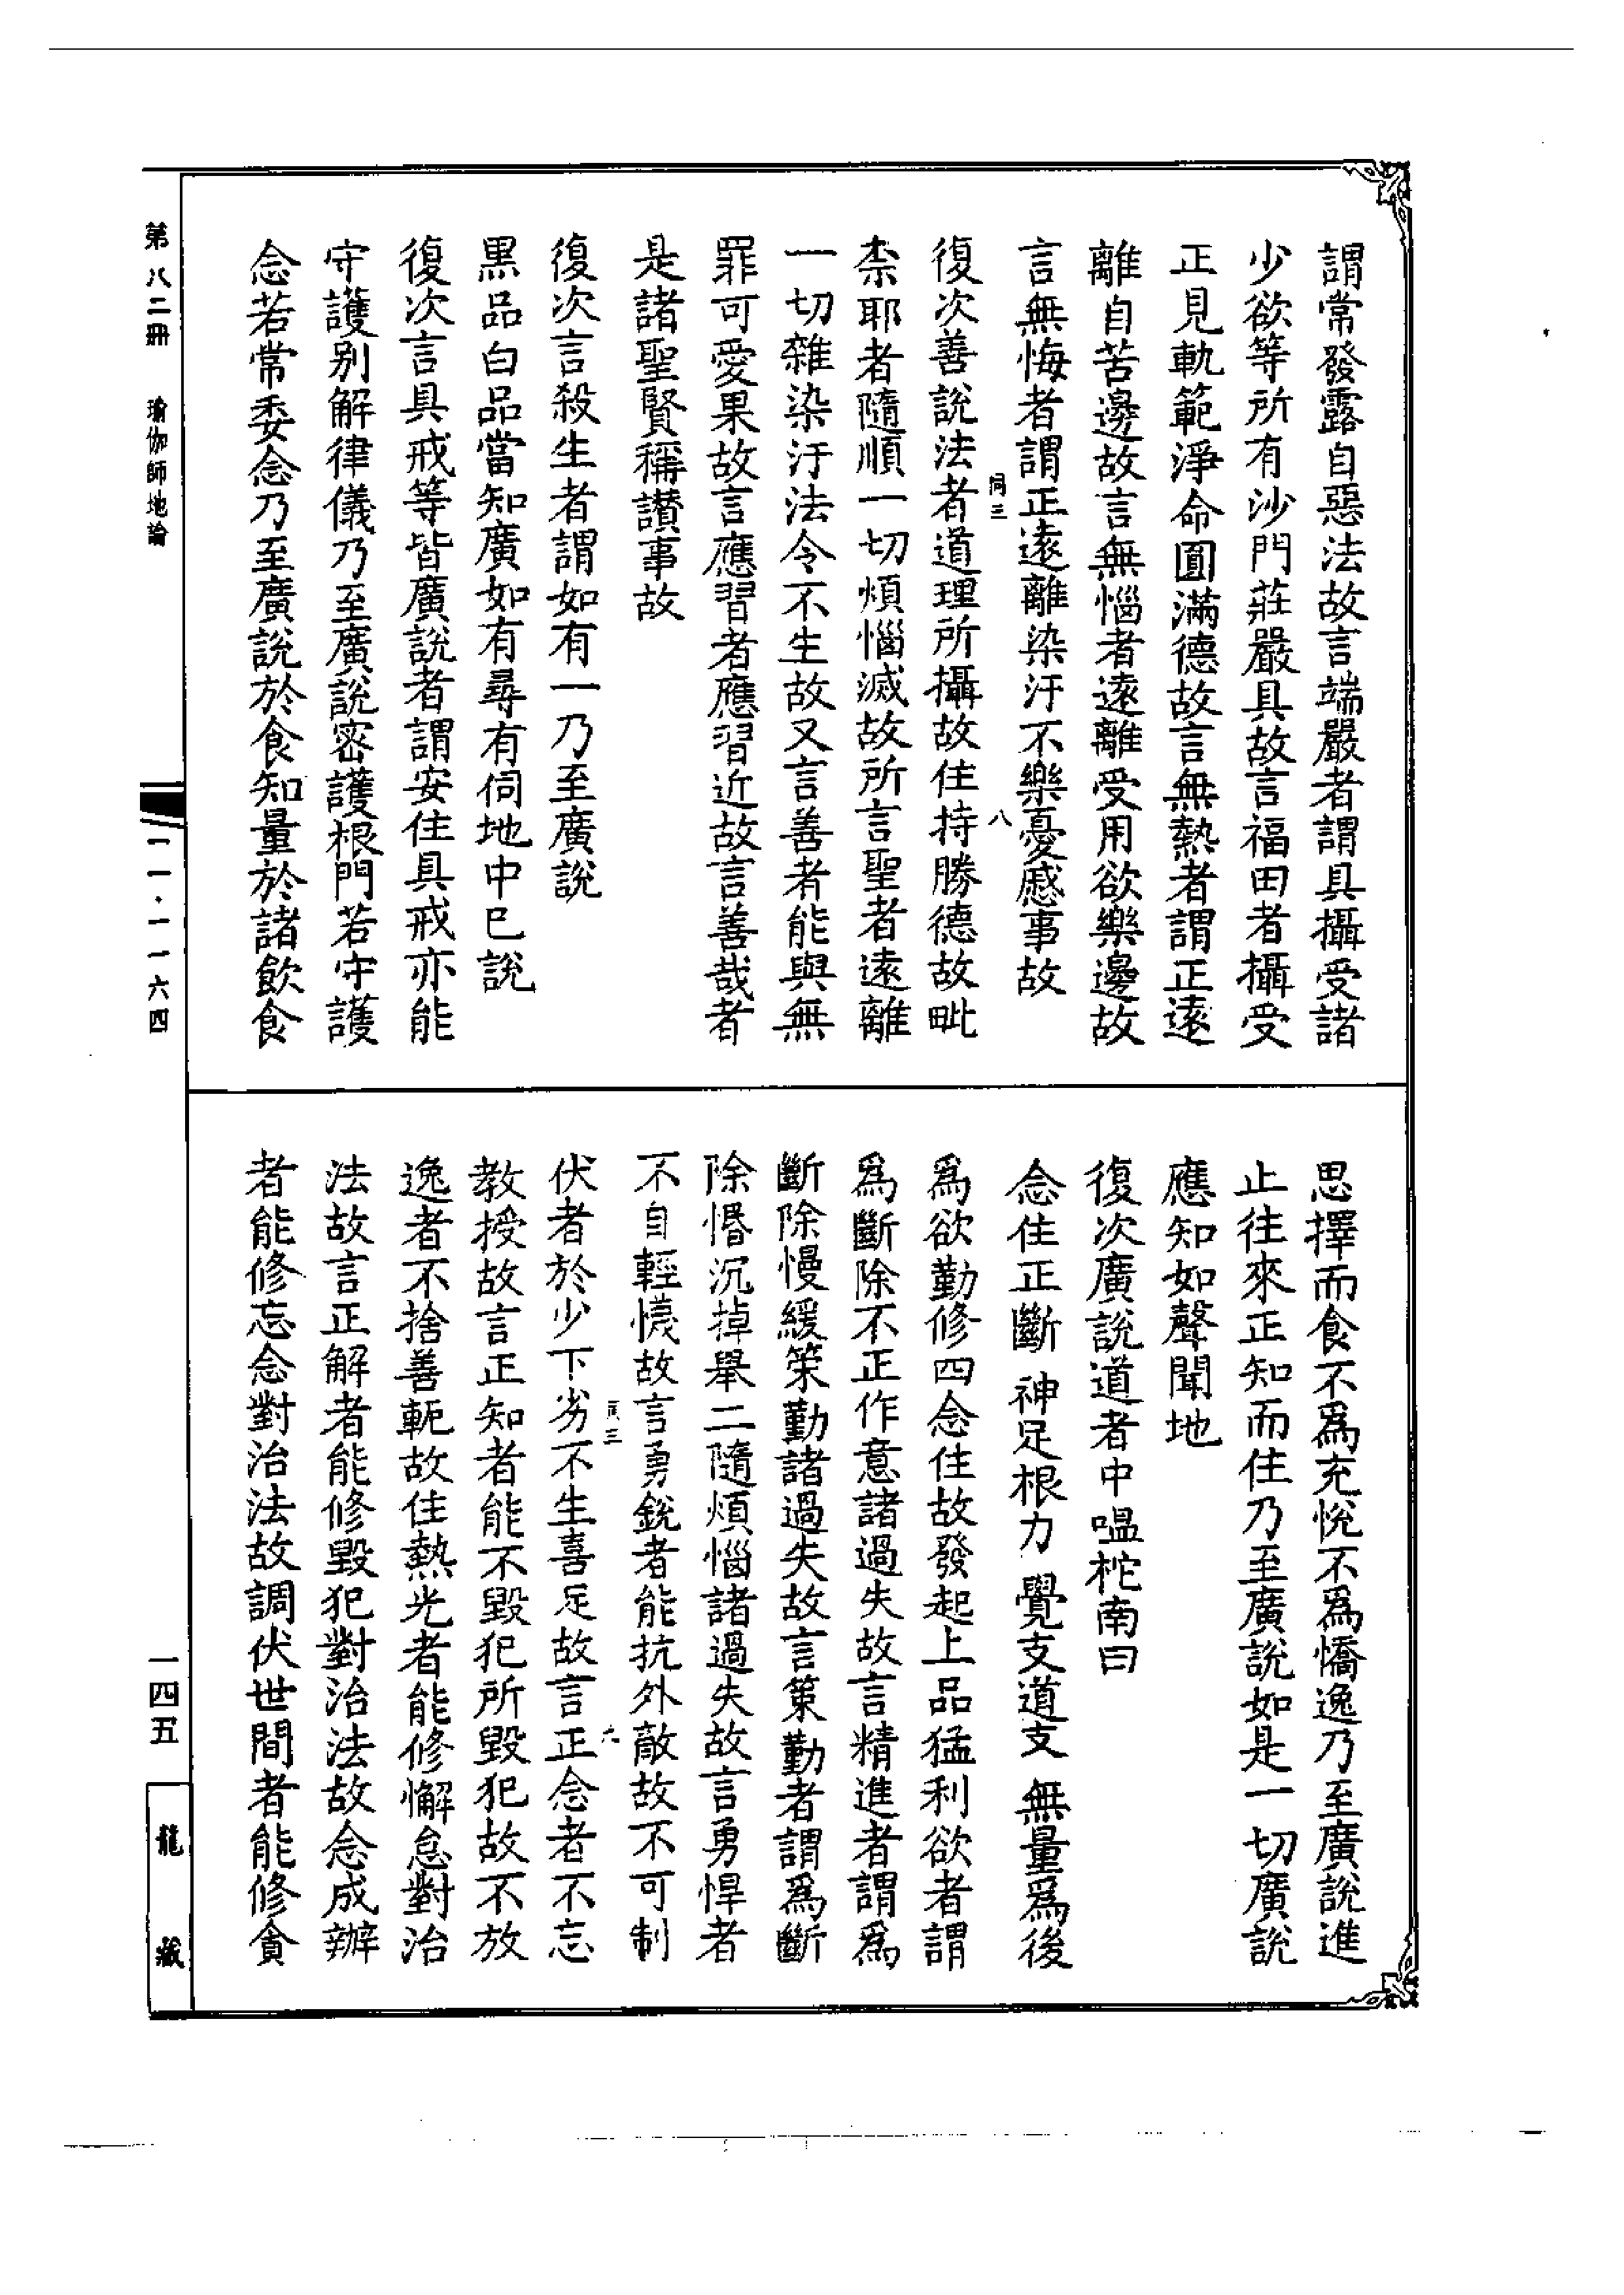 謂常發露自惡法故言端嚴者謂具攝受諸
少欲等所有沙門莊嚴具故言福田者攝受
正見軌範淨命圓滿德故言無熱者謂正遠
離自苦邊故言無惱者遠離受用欲樂邊故
言無悔者謂正遠離染汙不樂憂慼事故
同三 八
復次善說法者道理所攝故住持勝德故毗
柰耶者隨順一切煩惱滅故所言聖者遠離
一切雜染汙法令不生故又言善者能與無
罪可愛果故言應習者應習近故言善哉者
是諸聖賢稱讚事故
復次言殺生者謂如有一乃至廣說
黑品白品當知廣如有尋有伺地中已說
復次言具戒等皆廣說者謂安住具戒亦能
守護別解律儀乃至廣說密護根門若守護
念若常委念乃至廣說於食知量於諸飲食
思擇而食不爲充悅不爲憍逸乃至廣說進
止往來正知而住乃至廣說如是一切廣說
應知如聲聞地
復次廣說道者中嗢柁南曰
念住正斷 神足根力 覺支道支 無量爲後
爲欲勤修四念住故發起上品猛利欲者謂
爲斷除不正作意諸過失故言精進者謂爲
斷除慢緩策勤諸過失故言策勤者謂爲斷
除惛沉掉舉二隨煩惱諸過失故言勇悍者
不自輕懱故言勇銳者能抗外敵故不可制
伏者於少下劣不生喜足故言正念者不忘
教授故言正知者能不毀犯所毀犯故不放
逸者不捨善軛故住熱光者能修懈怠對治
法故言正解者能修毀犯對治法故念成辦
者能修忘念對治法故調伏世間者能修貪
第八二冊 瑜伽師地論
一一·一一六四
一四五
龍藏